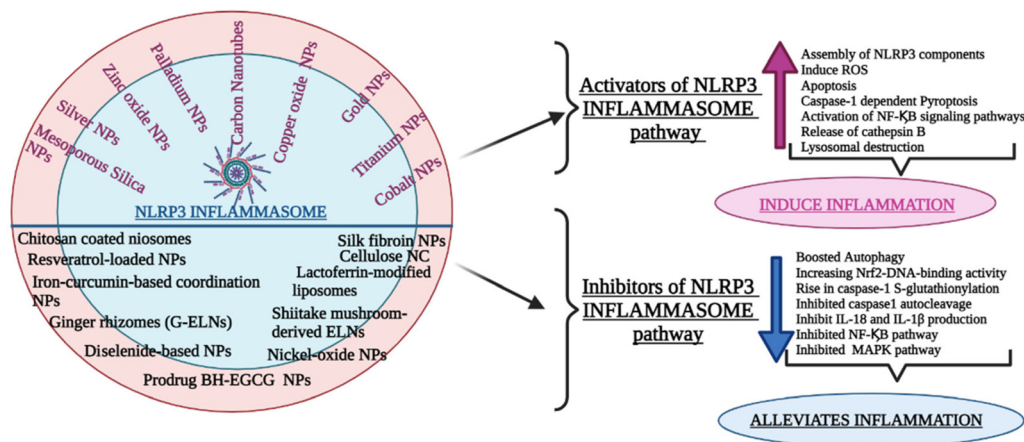 Mesoporous Silica
NPs
Silver NPs
Zinc oxide NPs
Palladium NPs
Carbon Nanotubes
Copper oxide NPs
Gold NPs
Titanium NPs
Cobalt NPs
NLRP3 INFLAMMASOME
Chitosan coated niosomes
Resveratrol-loaded NPs
Iron-curcumin-based coordination
NPs
Ginger rhizomes (G-ELNs)
Diselenide-based NPs
Prodrug BH-EGCG NPs
Silk fibroin NPs
Cellulose NC
Lactoferrin-modified
liposomes
Shiitake mushroom-
derived ELNs
Nickel-oxide NPs
Activators of NLRP3
INFLAMMASOME
pathway
Assembly of NLRP3 components
Induce ROS
Apoptosis
Caspase-1 dependent Pyroptosis
Activation of NF-ҚB signaling pathways
Release of cathepsin B
Lysosomal destruction
INDUCE INFLAMMATION
Inhibitors of NLRP3
INFLAMMASOME
pathway
Boosted Autophagy
Increasing Nrf2-DNA-binding activity
Rise in caspase-1 S-glutathionylation
Inhibited caspase1 autocleavage
Inhibit IL-18 and IL-1β production
Inhibited NF-ҚB pathway
Inhibited MAPK pathway
ALLEVIATES INFLAMMATION